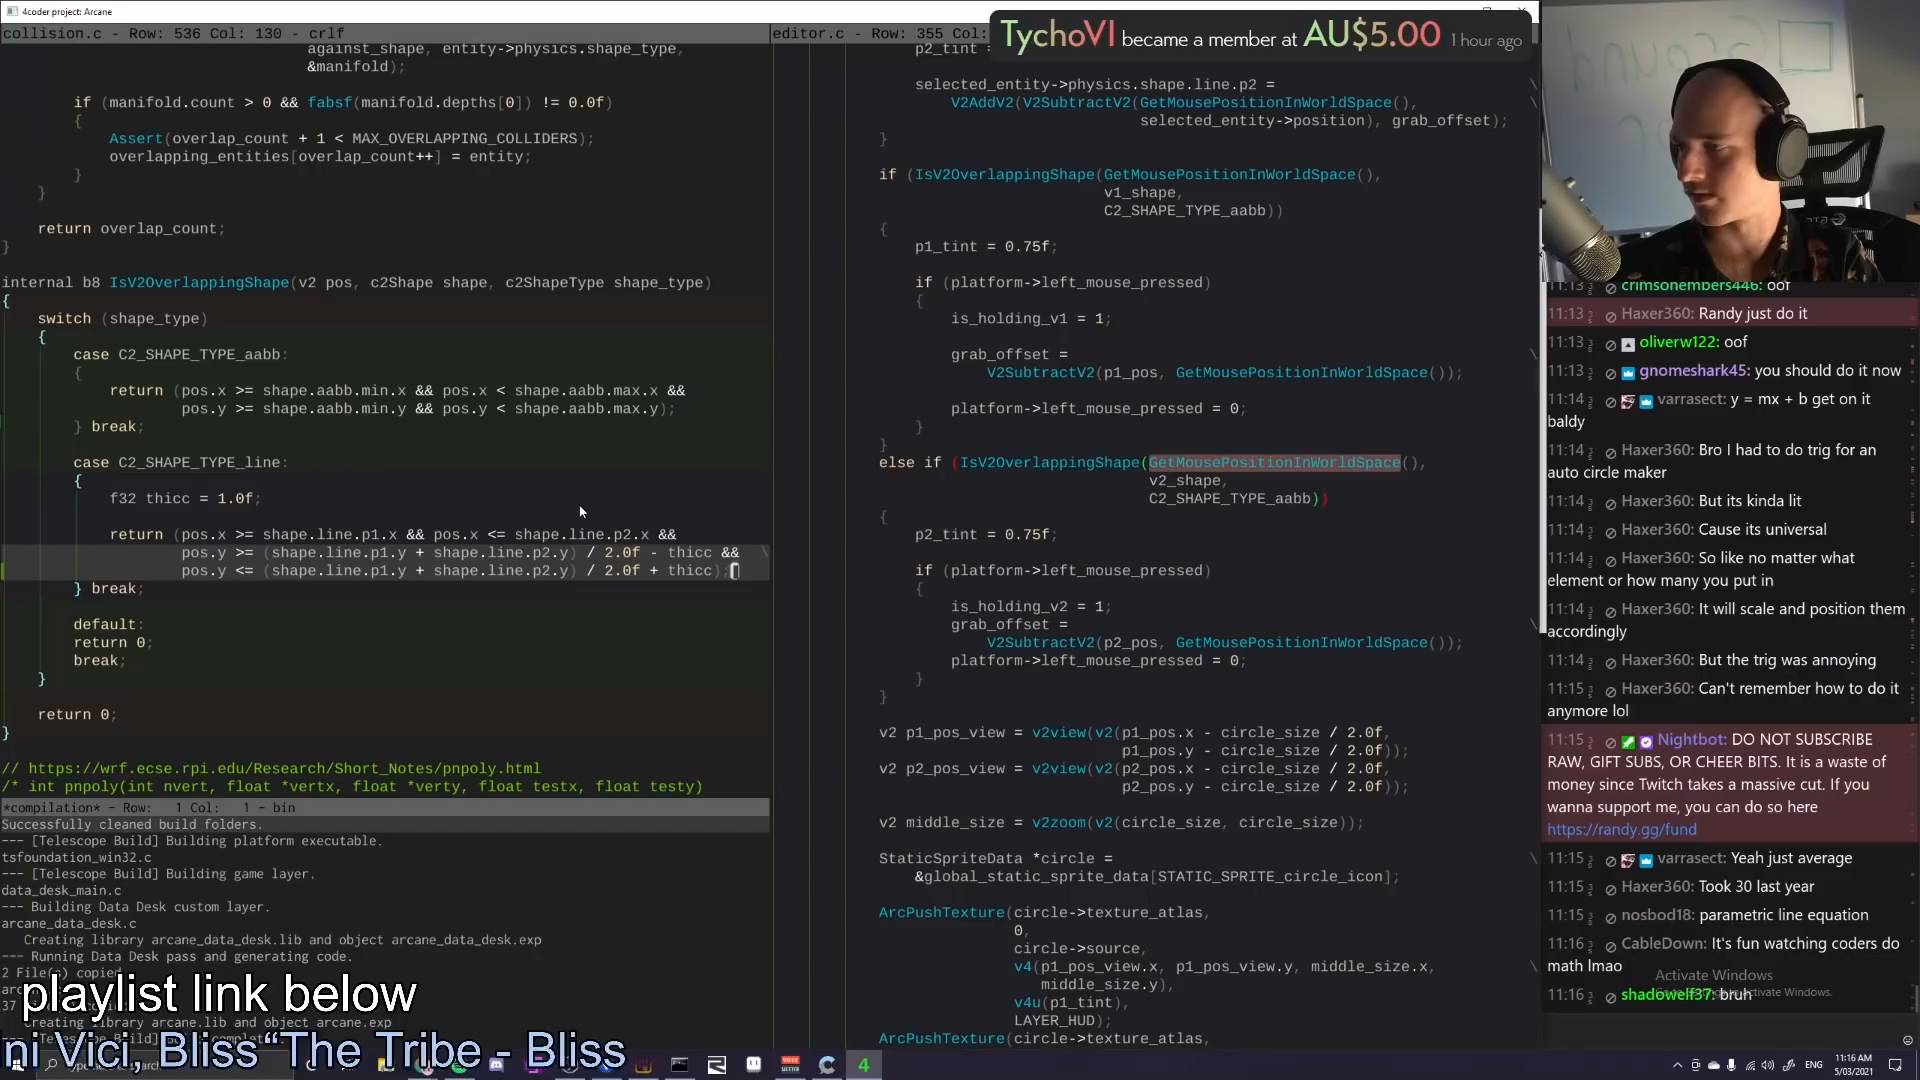 4coder project: Arcane
collision.c - Row: 536 Col: 130 - crlf
against_shape, entity->physics.shape_type,
&manifold);
if (manifold.count > 0 && fabsf(manifold.depths[0]) != 0.0f)
{
Assert(overlap_count + 1 < MAX_OVERLAPPING_COLLIDERS);
overlapping_entities[overlap_count++] = entity;
}
}
return overlap_count;
}
internal b8 IsV2OverlappingShape(v2 pos, c2Shape shape, c2ShapeType shape_type)
{
switch (shape_type)
{
case C2_SHAPE_TYPE_aabb:
{
return (pos.x >= shape.aabb.min.x && pos.x < shape.aabb.max.x &&
pos.y >= shape.aabb.min.y && pos.y < shape.aabb.max.y);
} break;
case C2_SHAPE_TYPE_line:
{
f32 thicc = 1.0f;
return (pos.x >= shape.line.p1.x && pos.x <= shape.line.p2.x &&
pos.y >= (shape.line.p1.y + shape.line.p2.y) / 2.0f - thicc && \
pos.y <= (shape.line.p1.y + shape.line.p2.y) / 2.0f + thicc);
} break;
default:
return 0;
break;
}
return 0;
}
// https://wrf.ecse.rpi.edu/Research/Short_Notes/pnpoly.html
/* int pnpoly(int nvert, float *vertx, float *verty, float testx, float testy)
*compilation* - Row: 1 Col: 1 - bin
Successfully cleaned build folders.
--- [Telescope Build] Building platform executable.
tsfoundation_win32.c
--- [Telescope Build] Building game layer.
data_desk_main.c
--- Building Data Desk custom layer.
arcane_data_desk.c
Creating library arcane_data_desk.lib and object arcane_data_desk.exp
--- Running Data Desk pass and generating code.
2 File(s) copied
37
Creating library arcane.lib and object arcane.exp
playlist link below
ni Vici, Bliss“The Tribe - Bliss
editor.c - Row: 355 Col:
p2_tint =
selected_entity->physics.shape.line.p2 = \
V2AddV2(V2SubtractV2(GetMousePositionInWorldSpace(),
selected_entity->position), grab_offset);
}
if (IsV2OverlappingShape(GetMousePositionInWorldSpace(),
v1_shape,
C2_SHAPE_TYPE_aabb))
{
p1_tint = 0.75f;
if (platform->left_mouse_pressed)
{
is_holding_v1 = 1;
grab_offset = \
V2SubtractV2(p1_pos, GetMousePositionInWorldSpace());
platform->left_mouse_pressed = 0;
}
}
else if (IsV2OverlappingShape(GetMousePositionInWorldSpace(),
v2_shape,
C2_SHAPE_TYPE_aabb))
{
p2_tint = 0.75f;
if (platform->left_mouse_pressed)
{
is_holding_v2 = 1;
grab_offset = \
V2SubtractV2(p2_pos, GetMousePositionInWorldSpace());
platform->left_mouse_pressed = 0;
}
}
v2 p1_pos_view = v2view(v2(p1_pos.x - circle_size / 2.0f,
p1_pos.y - circle_size / 2.0f));
v2 p2_pos_view = v2view(v2(p2_pos.x - circle_size / 2.0f,
p2_pos.y - circle_size / 2.0f));
v2 middle_size = v2zoom(v2(circle_size, circle_size));
StaticSpriteData *circle = \
&global_static_sprite_data[STATIC_SPRITE_circle_icon];
ArcPushTexture(circle->texture_atlas,
0,
circle->source,
v4(p1_pos_view.x, p1_pos_view.y, middle_size.x, \
middle_size.y),
v4u(p1_tint),
LAYER_HUD);
ArcPushTexture(circle->texture_atlas, \
TychoVI became a member at AU$5.00 1 hour ago
11:13 crimsonembers446: oof
11:13 Haxer360: Randy just do it
11:13 oliverw122: oof
11:13 gnomeshark45: you should do it now
11:14 varrasect: y = mx + b get on it
baldy
11:14 Haxer360: Bro I had to do trig for an
auto circle maker
11:14 Haxer360: But its kinda lit
11:14 Haxer360: Cause its universal
11:14 Haxer360: So like no matter what
element or how many you put in
11:14 Haxer360: It will scale and position them
accordingly
11:14 Haxer360: But the trig was annoying
11:15 Haxer360: Can't remember how to do it
anymore lol
11:15 Nightbot: DO NOT SUBSCRIBE
RAW, GIFT SUBS, OR CHEER BITS. It is a waste of
money since Twitch takes a massive cut. If you
wanna support me, you can do so here
https://randy.gg/fund
11:15 varrasect: Yeah just average
11:15 Haxer360: Took 30 last year
11:15 nosbod18: parametric line equation
11:16 CableDown: It's fun watching coders do
math lmao
Activate Windows
11:16 shadowelf37: bruh
ENG
11:16 AM
5/03/2021